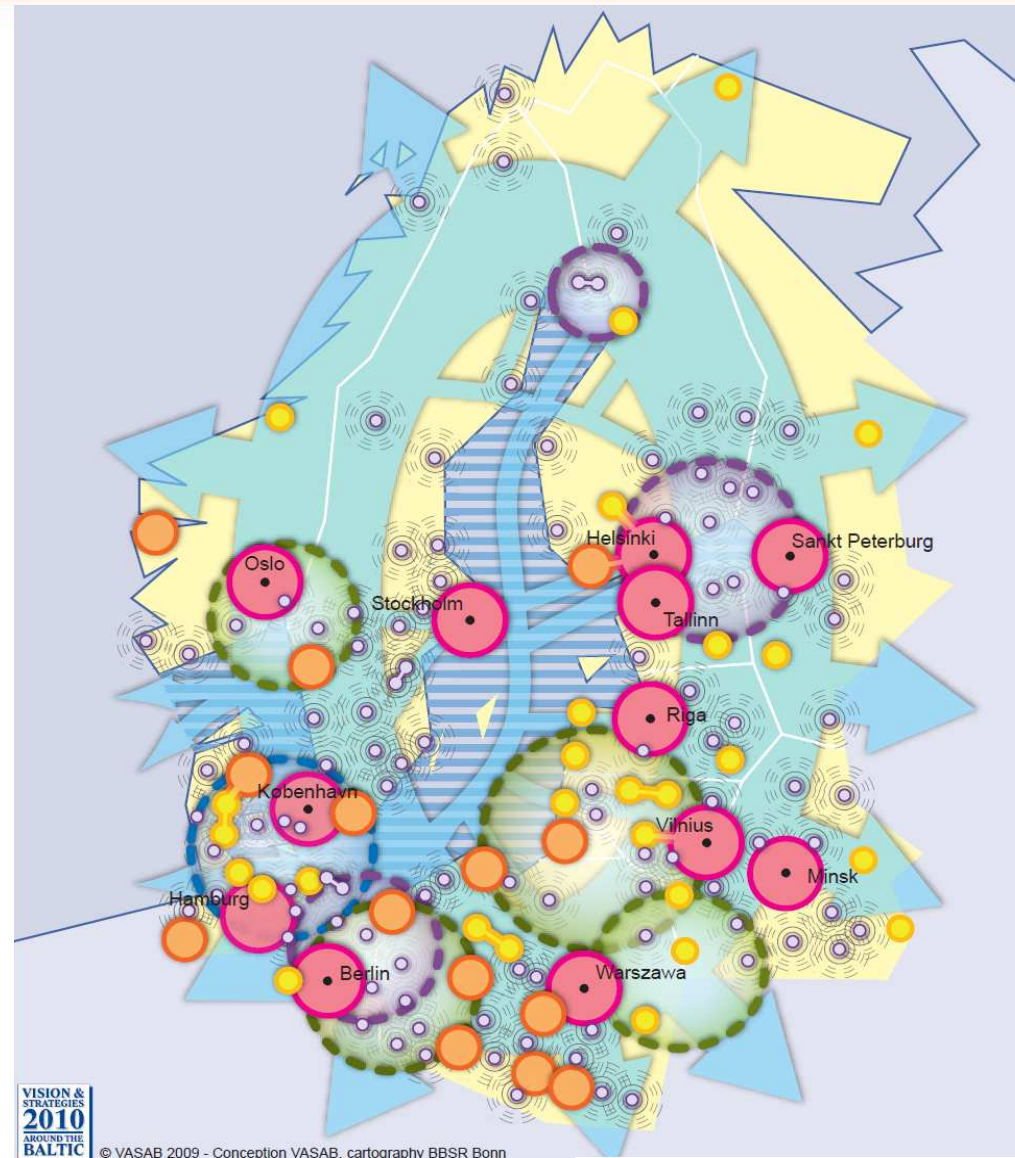 Helsinki
Sankt Peterburg
Oslo
Stockholm
Tallinn
Riga
Kobenhavn
Vilnius
Minsk
Hamburg
Berlin
Warszawa
VISION &
STRATEGIES
2010
AROUND THE
BALTIC
© VASAB 2009 - Conception VASAB, cartography BBSR Bonn